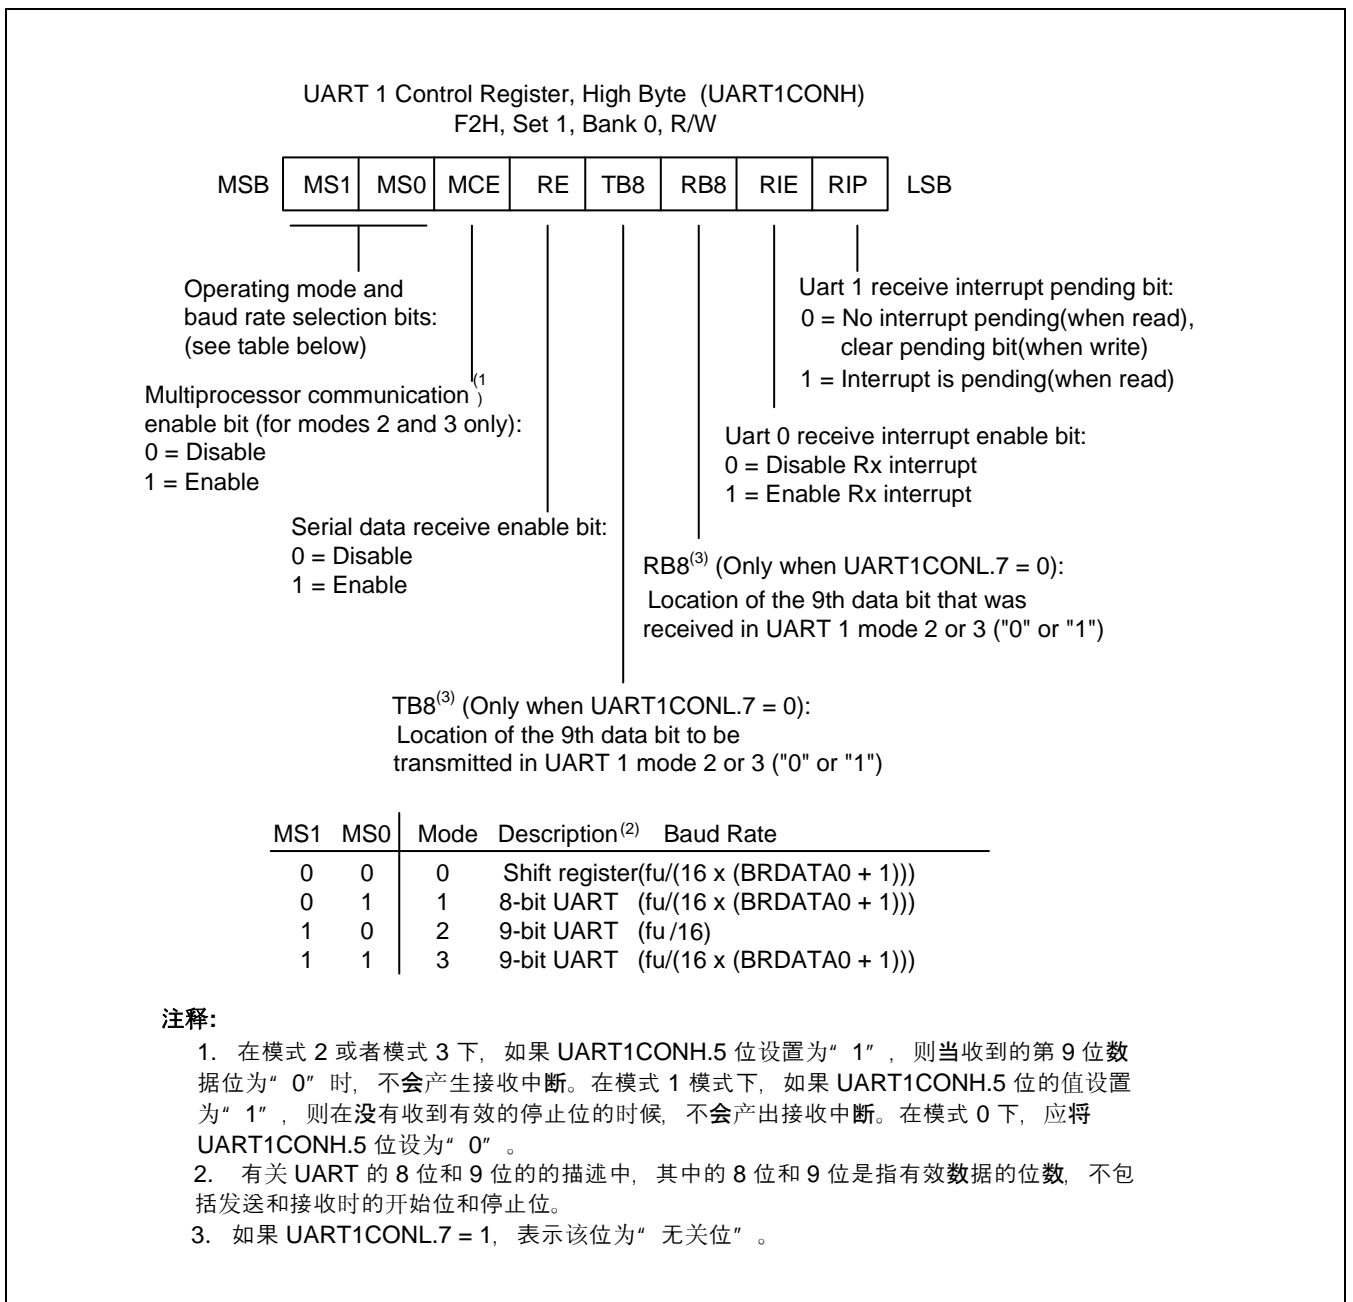 UART 1 Control Register, High Byte (UART1CONH)
F2H, Set 1, Bank 0, R/W
MSB MS1 MS0 MCE RE TB8 RB8 RIE RIP LSB
Operating mode and
baud rate selection bits:
(see table below)
Uart 1 receive interrupt pending bit:
0 = No interrupt pending(when read),
clear pending bit(when write)
1 = Interrupt is pending(when read)
Multiprocessor communication (1)
enable bit (for modes 2 and 3 only):
0 = Disable
1 = Enable
Uart 0 receive interrupt enable bit:
0 = Disable Rx interrupt
1 = Enable Rx interrupt
Serial data receive enable bit:
0 = Disable
1 = Enable
RB8(3) (Only when UART1CONL.7 = 0):
Location of the 9th data bit that was
received in UART 1 mode 2 or 3 ("0" or "1")
TB8(3) (Only when UART1CONL.7 = 0):
Location of the 9th data bit to be
transmitted in UART 1 mode 2 or 3 ("0" or "1")
MS1 MS0 Mode Description(2) Baud Rate
0 0 0 Shift register(fu/(16 x (BRDATA0 + 1)))
0 1 1 8-bit UART (fu/(16 x (BRDATA0 + 1)))
1 0 2 9-bit UART (fu/16)
1 1 3 9-bit UART (fu/(16 x (BRDATA0 + 1)))
注释:
1. 在模式 2 或者模式 3 下, 如果 UART1CONH.5 位设置为“ 1” , 则当收到的第 9 位数
据位为“ 0” 时, 不会产生接收中断。在模式 1 模式下, 如果 UART1CONH.5 位的值设置
为“ 1” , 则在没有收到有效的停止位的时候, 不会产出接收中断。在模式 0 下, 应将
UART1CONH.5 位设为“ 0” 。
2. 有关 UART 的 8 位和 9 位的的描述中, 其中的 8 位和 9 位是指有效数据的位数, 不包
括发送和接收时的开始位和停止位。
3. 如果 UART1CONL.7 = 1, 表示该位为“ 无关位” 。